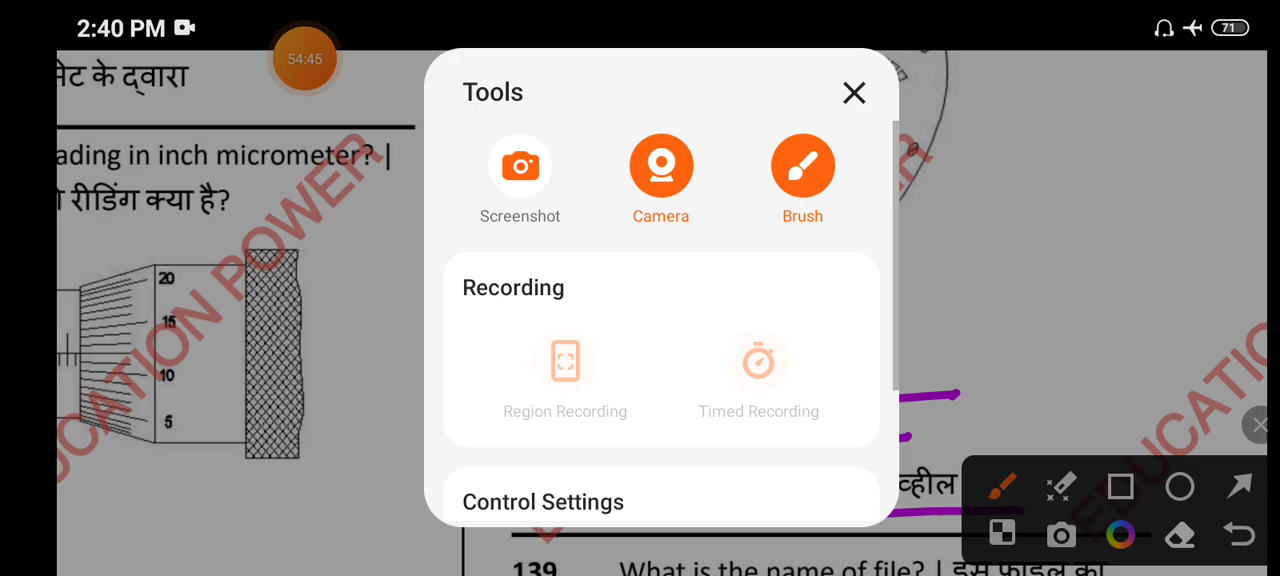 2:40 PM
71
54:45
सेट के द्वारा
ading in inch micrometer? |
रीडिंग क्या है?
20
15
10
5
EDUCATION POWER
Tools
Screenshot
Camera
Brush
Recording
Region Recording
Timed Recording
Control Settings
व्हील
139
What is the name of file? | इस फाइल का